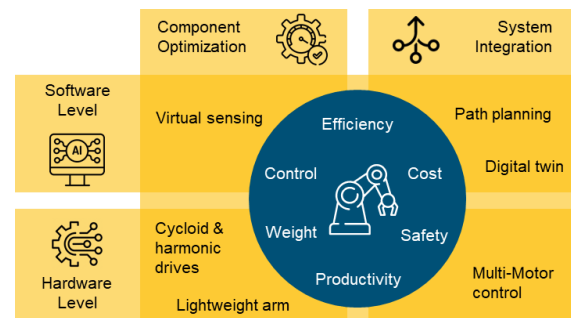 Component
Optimization
System
Integration
Software
Level
AI
Virtual sensing
Path planning
Digital twin
Efficiency
Control
Cost
Weight
Safety
Productivity
Hardware
Level
Cycloid &
harmonic
drives
Lightweight arm
Multi-Motor
control